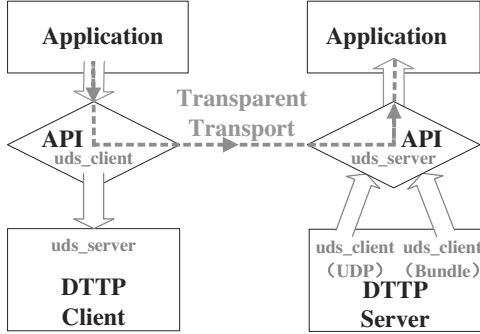 Application
Application
Transparent
Transport
API
uds_client
API
uds_server
uds_server
DTTP
Client
uds_client
(UDP)
uds_client
(Bundle)
DTTP
Server